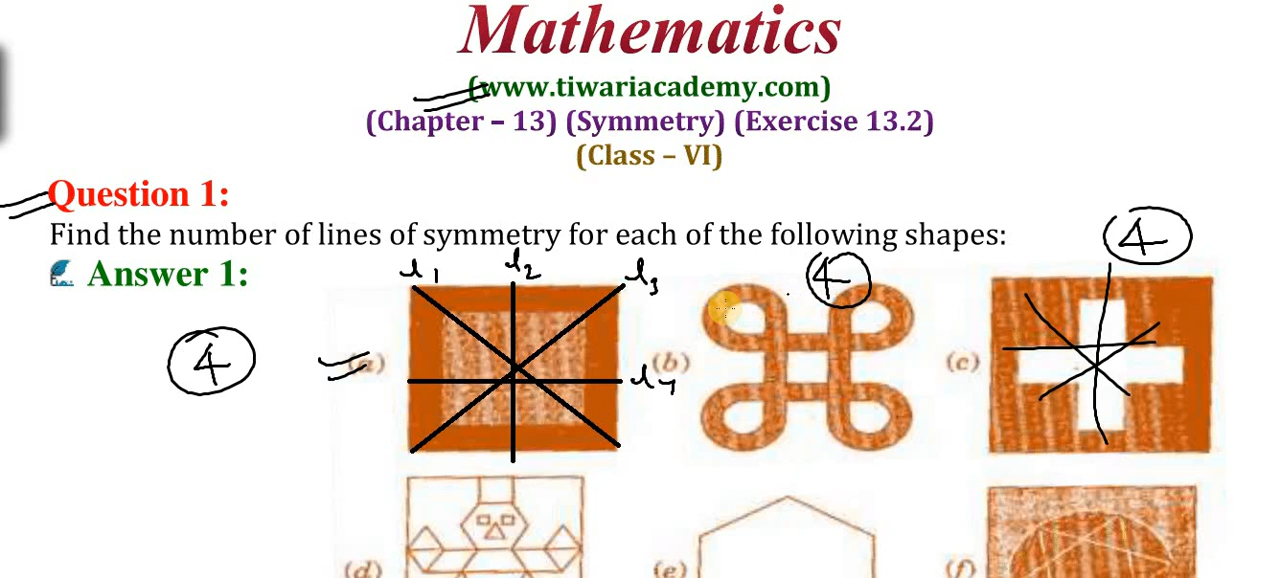 Mathematics
(www.tiwariacademy.com)
(Chapter – 13) (Symmetry) (Exercise 13.2)
(Class – VI)
Question 1:
Find the number of lines of symmetry for each of the following shapes:
Answer 1:
4
4
4
l1 l2 l3
(a) (b) (c)
l4
(d) (e) (f)